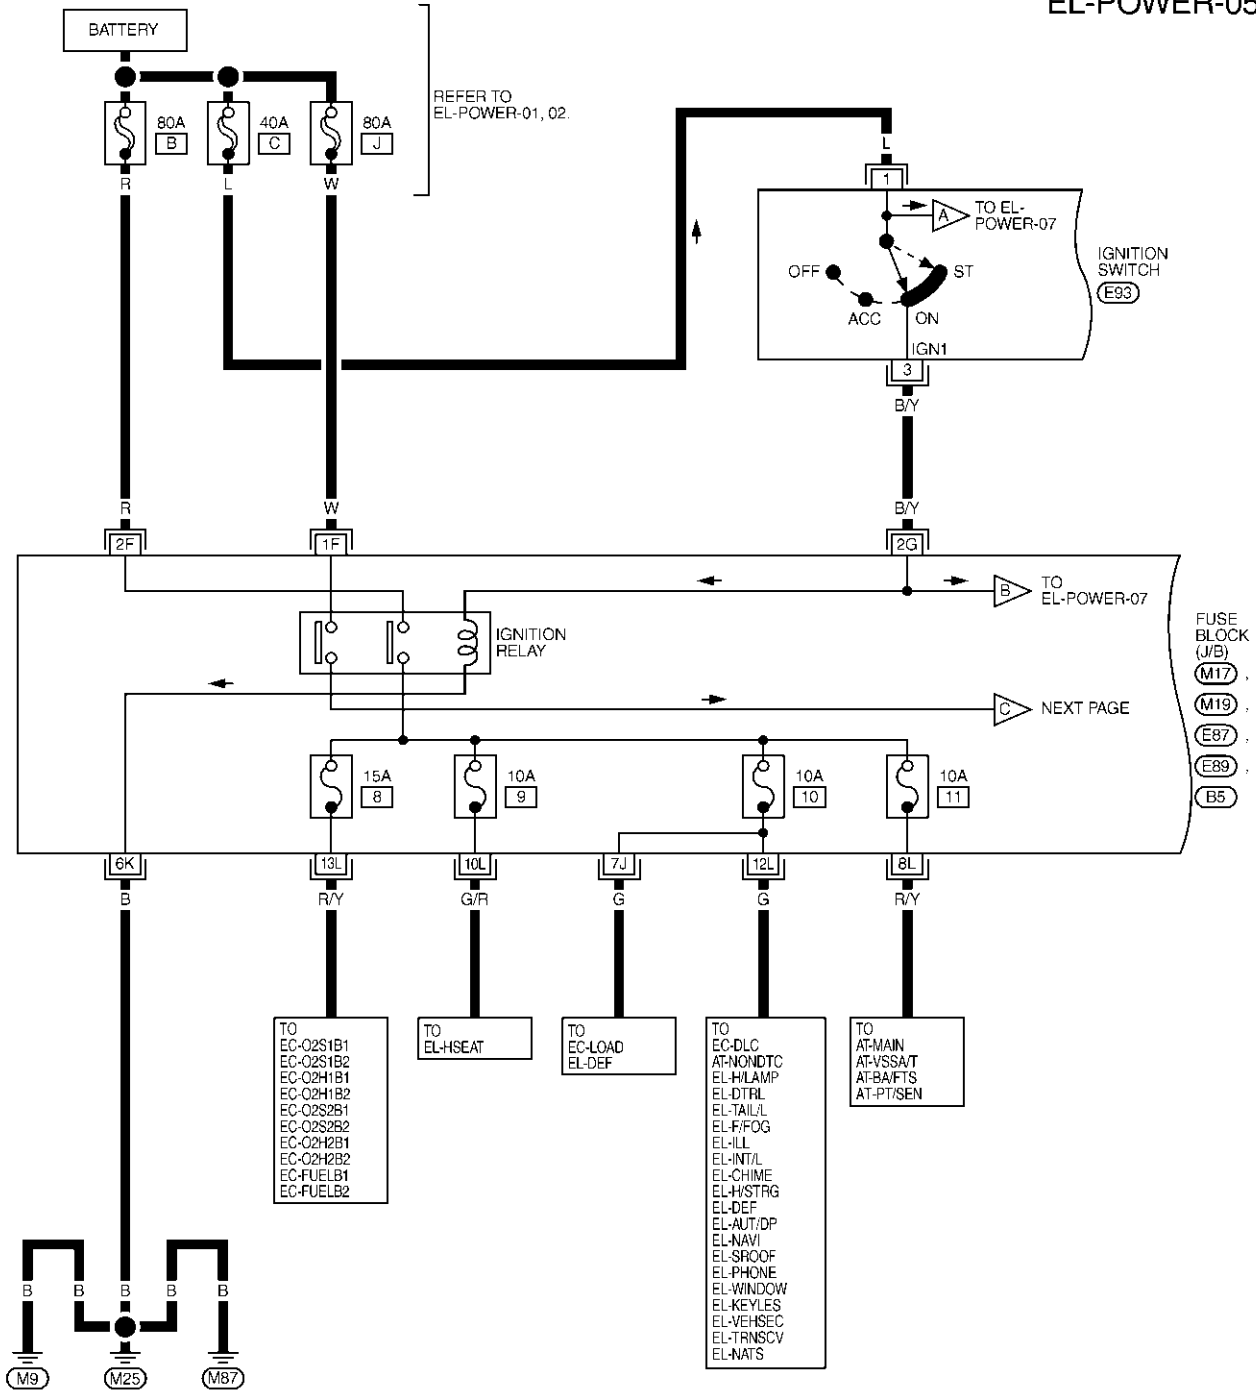 EL-POWER-05
BATTERY
REFER TO
EL-POWER-01, 02.
80A
B
40A
C
80A
J
R
L
W
L
1
A
TO EL-
POWER-07
OFF
ST
ACC
ON
IGN1
3
IGNITION
SWITCH
E93
B/Y
R
W
B/Y
2F
1F
2G
B
TO
EL-POWER-07
IGNITION
RELAY
C
NEXT PAGE
FUSE
BLOCK
(J/B)
M17 ,
M19 ,
E87 ,
E89 ,
B5
15A
8
10A
9
10A
10
10A
11
6K
13L
10L
7J
12L
8L
B
R/Y
G/R
G
G
R/Y
TO
EC-O2S1B1
EC-O2S1B2
EC-O2H1B1
EC-O2H1B2
EC-O2S2B1
EC-O2S2B2
EC-O2H2B1
EC-O2H2B2
EC-FUELB1
EC-FUELB2
TO
EL-HSEAT
TO
EC-LOAD
EL-DEF
TO
EC-DLC
AT-NONDTC
EL-H/LAMP
EL-DTRL
EL-TAIL/L
EL-F/FOG
EL-ILL
EL-INT/L
EL-CHIME
EL-H/STRG
EL-DEF
EL-AUT/DP
EL-NAVI
EL-SROOF
EL-PHONE
EL-WINDOW
EL-KEYLES
EL-VEHSEC
EL-TRNSCV
EL-NATS
TO
AT-MAIN
AT-VSSA/T
AT-BA/FTS
AT-PT/SEN
B
B
B
B
B
M9
M25
M87